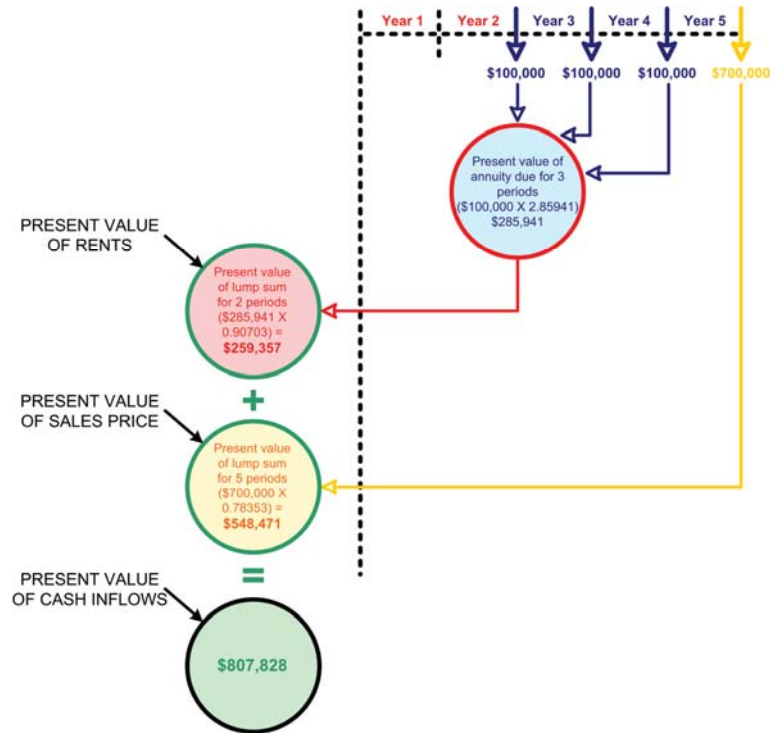 Year 1 Year 2 Year 3 Year 4 Year 5
$100,000 $100,000 $100,000 $700,000
Present value of
annuity due for 3
periods
($100,000 X 2.85941)
$285,941
PRESENT VALUE
OF RENTS
Present value
of lump sum
for 2 periods
($285,941 X
0.90703) =
$259,357
+
PRESENT VALUE
OF SALES PRICE
Present value
of lump sum
for 5 periods
($700,000 X
0.78353) =
$548,471
=
PRESENT VALUE
OF CASH INFLOWS
$807,828